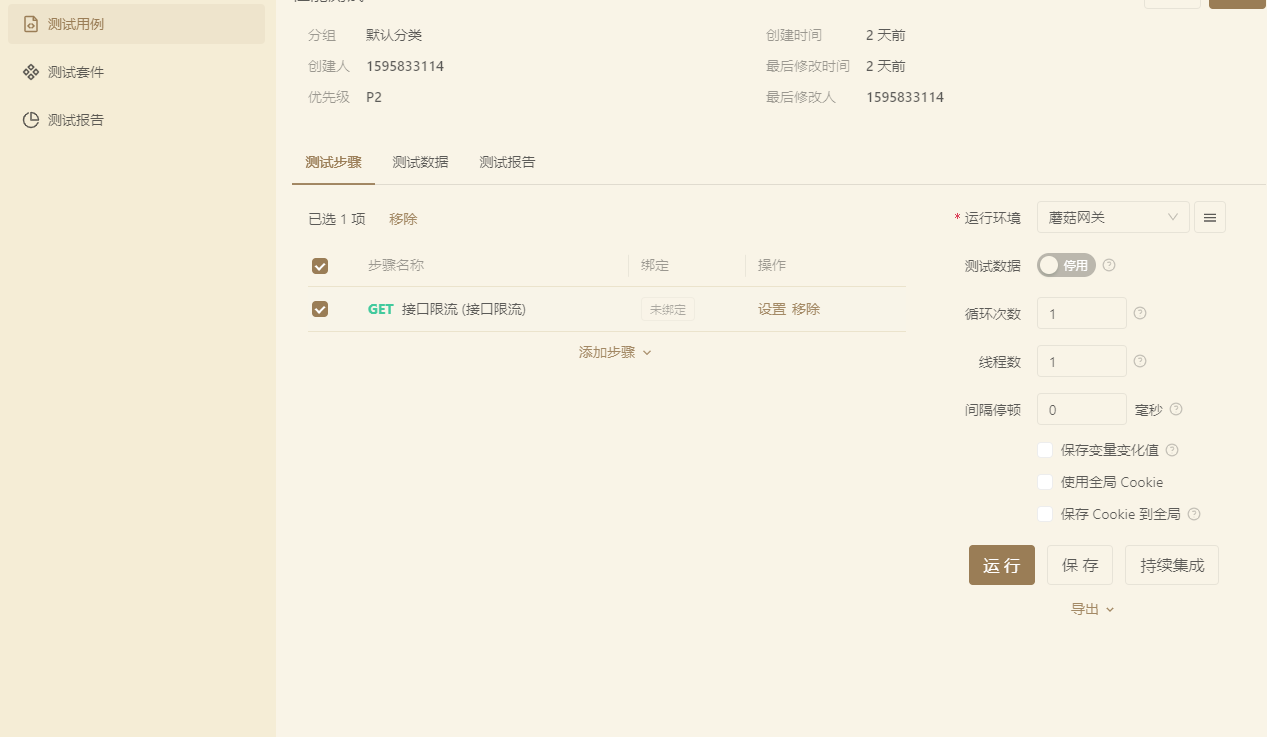 测试用例
测试套件
测试报告
分组 默认分类
创建时间 2 天前
创建人 1595833114
最后修改时间 2 天前
优先级 P2
最后修改人 1595833114
测试步骤 测试数据 测试报告
已选 1 项 移除
步骤名称 绑定 操作
GET 接口限流 (接口限流) 未绑定 设置 移除
添加步骤
* 运行环境 蘑菇网关
测试数据 停用
循环次数 1
线程数 1
间隔停顿 0 毫秒
保存变量变化值
使用全局 Cookie
保存 Cookie 到全局
运 行 保 存 持续集成
导出